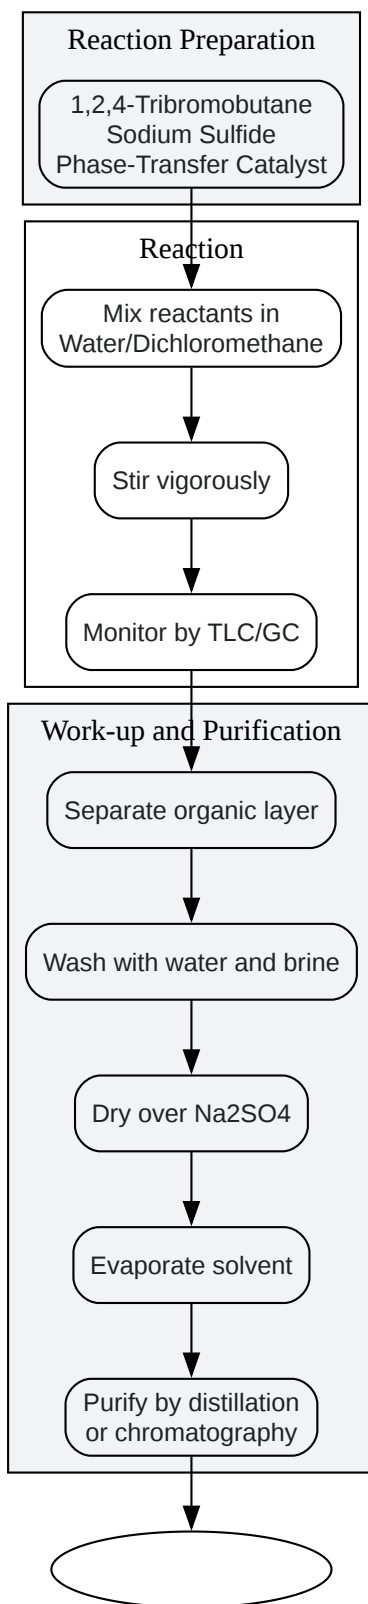 Reaction Preparation
1,2,4-Tribromobutane
Sodium Sulfide
Phase-Transfer Catalyst
Reaction
Mix reactants in
Water/Dichloromethane
Stir vigorously
Monitor by TLC/GC
Work-up and Purification
Separate organic layer
Wash with water and brine
Dry over Na2SO4
Evaporate solvent
Purify by distillation
or chromatography